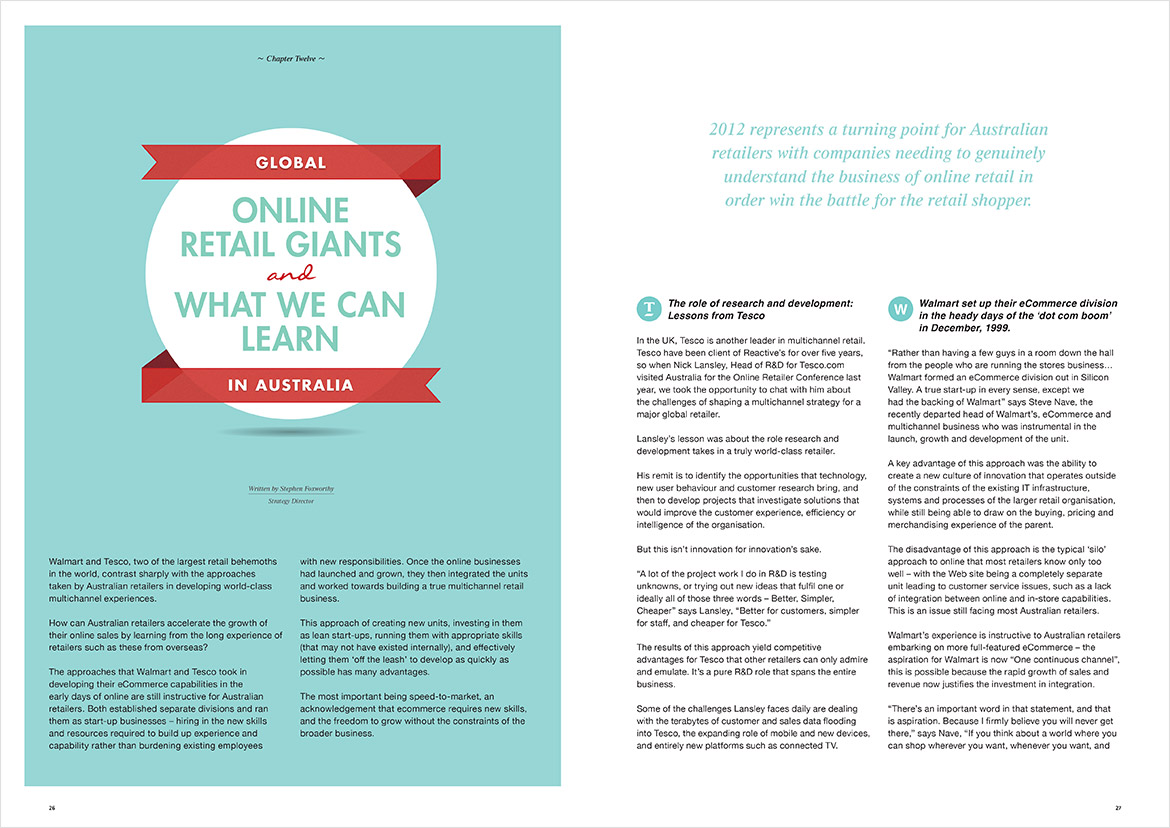 ~ Chapter Twelve ~
GLOBAL
ONLINE
RETAIL GIANTS
and
WHAT WE CAN
LEARN
IN AUSTRALIA
Written by Stephen Foxworthy
Strategy Director
Walmart and Tesco, two of the largest retail behemoths
in the world, contrast sharply with the approaches
taken by Australian retailers in developing world-class
multichannel experiences.
How can Australian retailers accelerate the growth of
their online sales by learning from the long experience of
retailers such as these from overseas?
The approaches that Walmart and Tesco took in
developing their eCommerce capabilities in the
early days of online are still instructive for Australian
retailers. Both established separate divisions and ran
them as start-up businesses – hiring in the new skills
and resources required to build up experience and
capability rather than burdening existing employees
with new responsibilities. Once the online businesses
had launched and grown, they then integrated the units
and worked towards building a true multichannel retail
business.
This approach of creating new units, investing in them
as lean start-ups, running them with appropriate skills
(that may not have existed internally), and effectively
letting them ‘off the leash’ to develop as quickly as
possible has many advantages.
The most important being speed-to-market, an
acknowledgement that ecommerce requires new skills,
and the freedom to grow without the constraints of the
broader business.
26
2012 represents a turning point for Australian
retailers with companies needing to genuinely
understand the business of online retail in
order win the battle for the retail shopper.
T
The role of research and development:
Lessons from Tesco
In the UK, Tesco is another leader in multichannel retail.
Tesco have been client of Reactive’s for over five years,
so when Nick Lansley, Head of R&D for Tesco.com
visited Australia for the Online Retailer Conference last
year, we took the opportunity to chat with him about
the challenges of shaping a multichannel strategy for a
major global retailer.
Lansley’s lesson was about the role research and
development takes in a truly world-class retailer.
His remit is to identify the opportunities that technology,
new user behaviour and customer research bring, and
then to develop projects that investigate solutions that
would improve the customer experience, efficiency or
intelligence of the organisation.
But this isn’t innovation for innovation’s sake.
“A lot of the project work I do in R&D is testing
unknowns, or trying out new ideas that fulfil one or
ideally all of those three words – Better, Simpler,
Cheaper” says Lansley, “Better for customers, simpler
for staff, and cheaper for Tesco.”
The results of this approach yield competitive
advantages for Tesco that other retailers can only admire
and emulate. It’s a pure R&D role that spans the entire
business.
Some of the challenges Lansley faces daily are dealing
with the terabytes of customer and sales data flooding
into Tesco, the expanding role of mobile and new devices,
and entirely new platforms such as connected TV.
W
Walmart set up their eCommerce division
in the heady days of the ‘dot com boom’
in December, 1999.
“Rather than having a few guys in a room down the hall
from the people who are running the stores business…
Walmart formed an eCommerce division out in Silicon
Valley. A true start-up in every sense, except we
had the backing of Walmart” says Steve Nave, the
recently departed head of Walmart’s, eCommerce and
multichannel business who was instrumental in the
launch, growth and development of the unit.
A key advantage of this approach was the ability to
create a new culture of innovation that operates outside
of the constraints of the existing IT infrastructure,
systems and processes of the larger retail organisation,
while still being able to draw on the buying, pricing and
merchandising experience of the parent.
The disadvantage of this approach is the typical ‘silo’
approach to online that most retailers know only too
well – with the Web site being a completely separate
unit leading to customer service issues, such as a lack
of integration between online and in-store capabilities.
This is an issue still facing most Australian retailers.
Walmart’s experience is instructive to Australian retailers
embarking on more full-featured eCommerce – the
aspiration for Walmart is now “One continuous channel”,
this is possible because the rapid growth of sales and
revenue now justifies the investment in integration.
“There’s an important word in that statement, and that
is aspiration. Because I firmly believe you will never get
there,” says Nave, “If you think about a world where you
can shop wherever you want, whenever you want, and
27